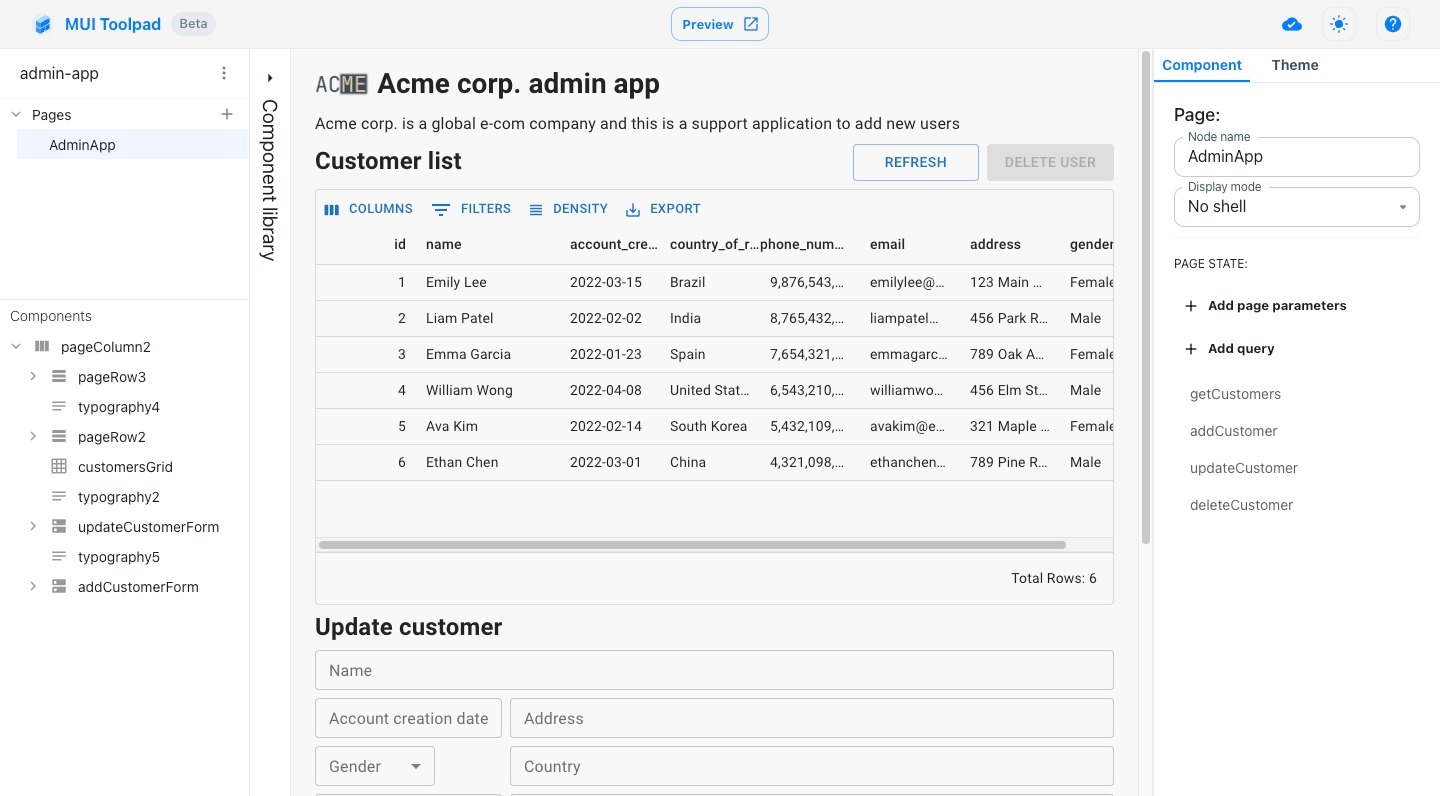 MUI Toolpad Beta
Preview
admin-app
Pages
AdminApp
Components
pageColumn2
pageRow3
typography4
pageRow2
customersGrid
typography2
updateCustomerForm
typography5
addCustomerForm
Component library
ACME Acme corp. admin app
Acme corp. is a global e-com company and this is a support application to add new users
Customer list REFRESH DELETE USER
COLUMNS FILTERS DENSITY EXPORT
id name account_cre... country_of_r... phone_num... email address gender
1 Emily Lee 2022-03-15 Brazil 9,876,543,... emilylee@... 123 Main ... Female
2 Liam Patel 2022-02-02 India 8,765,432,... liampatel... 456 Park R... Male
3 Emma Garcia 2022-01-23 Spain 7,654,321,... emmagarc... 789 Oak A... Female
4 William Wong 2022-04-08 United Stat... 6,543,210,... williamwo... 456 Elm St... Male
5 Ava Kim 2022-02-14 South Korea 5,432,109,... avakim@e... 321 Maple ... Female
6 Ethan Chen 2022-03-01 China 4,321,098,... ethanchen... 789 Pine R... Male
Total Rows: 6
Update customer
Name
Account creation date Address
Gender Country
Component Theme
Page:
Node name
AdminApp
Display mode
No shell
PAGE STATE:
Add page parameters
Add query
getCustomers
addCustomer
updateCustomer
deleteCustomer